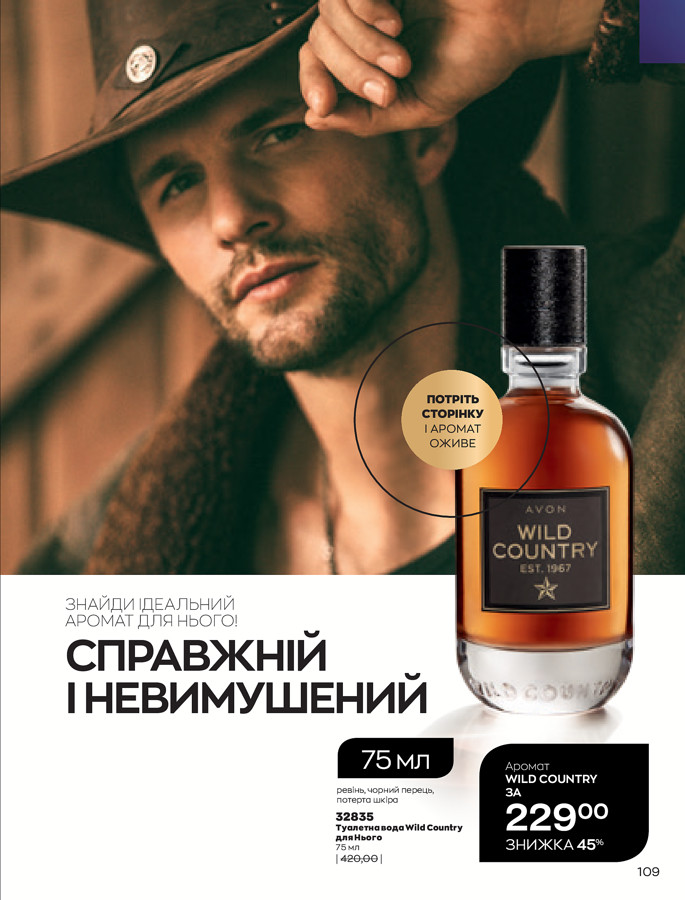 ПОТРІТЬ
СТОРІНКУ
І АРОМАТ
ОЖИВЕ
AVON
WILD
COUNTRY
EST. 1967
WILD COUNTRY
ЗНАЙДИ ІДЕАЛЬНИЙ
АРОМАТ ДЛЯ НЬОГО!
СПРАВЖНІЙ
І НЕВИМУШЕНИЙ
75 МЛ
ревінь, чорний перець,
потерта шкіра
32835
Туалетна вода Wild Country
для Нього
75 мл
| 420,00 |
Аромат
WILD COUNTRY
ЗА
229⁰⁰
ЗНИЖКА 45%
109